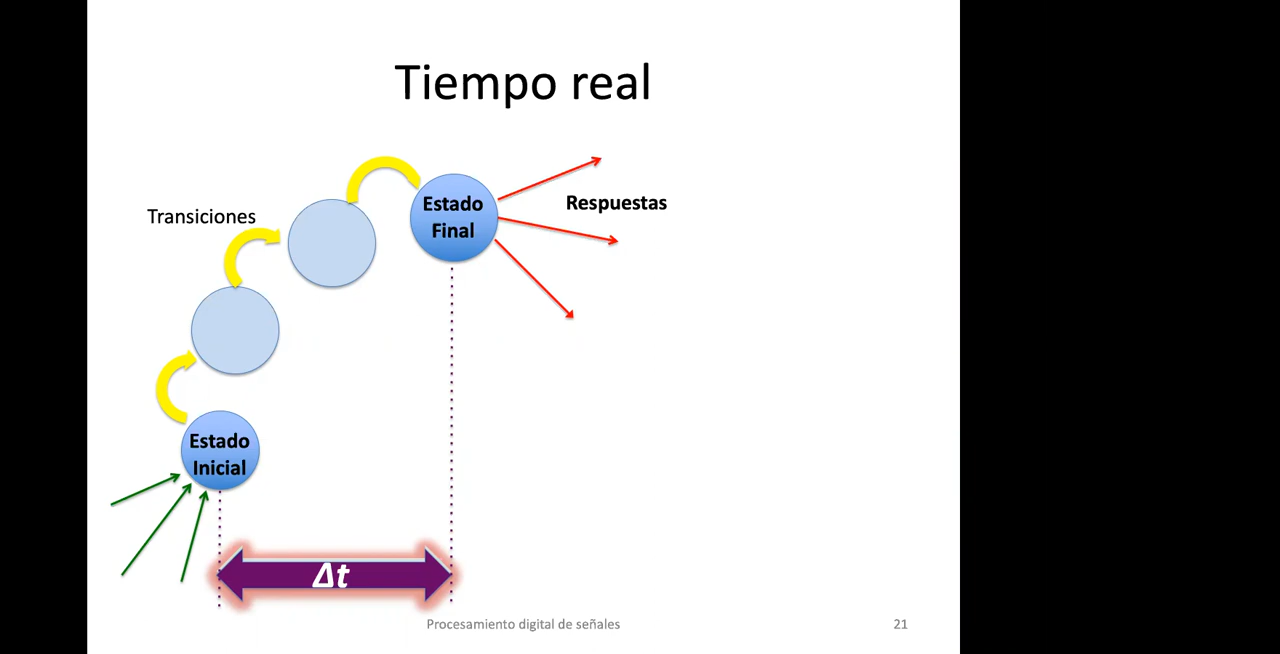 Tiempo real
Transiciones
Estado
Final
Respuestas
Estado
Inicial
Δt
Procesamiento digital de señales
21